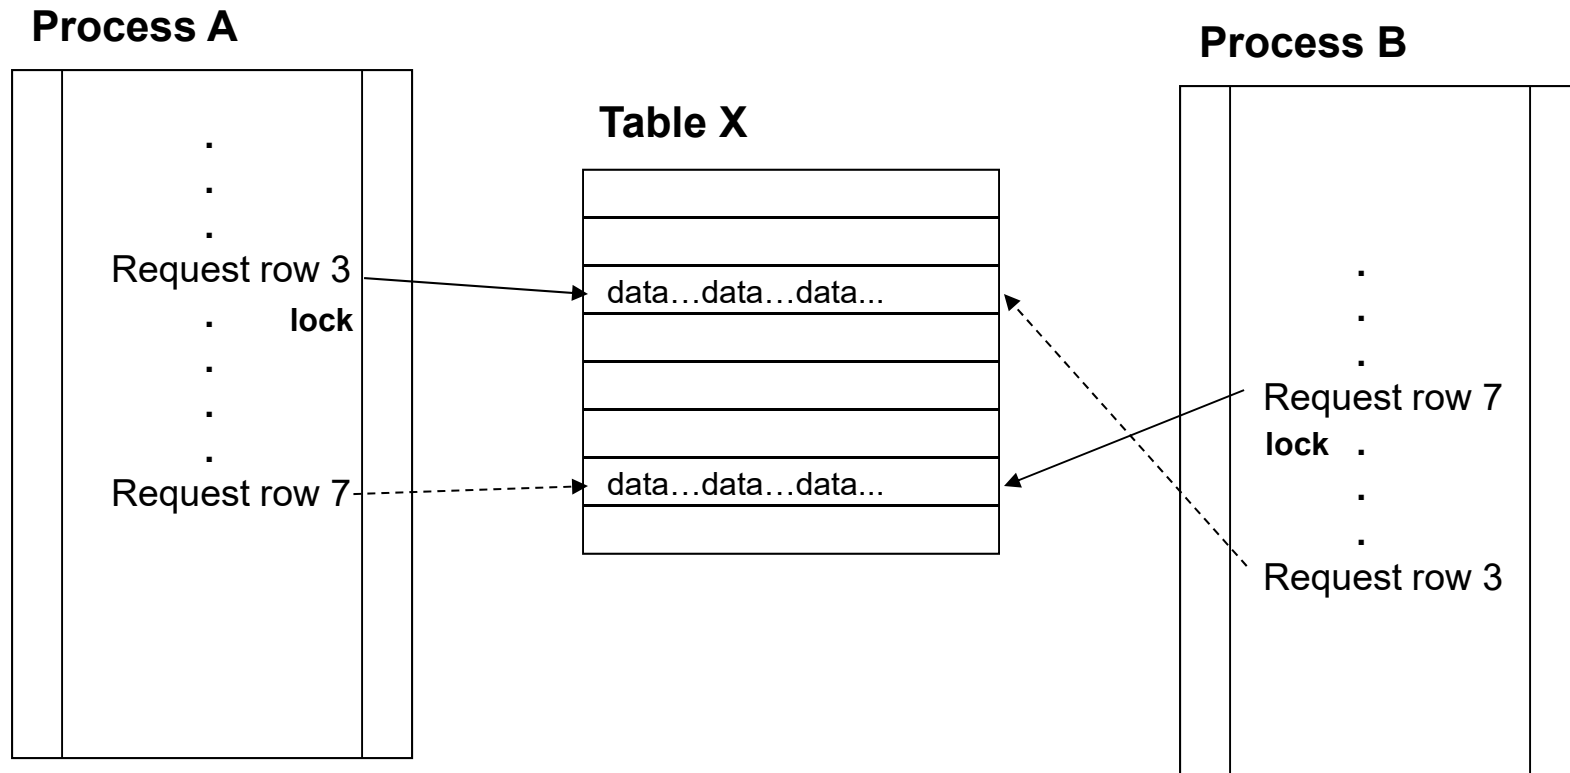 Process A
.
.
.
Request row 3
. lock
.
.
.
Request row 7
Table X
data…data…data...
data…data…data...
Process B
.
.
.
Request row 7
lock .
.
.
Request row 3